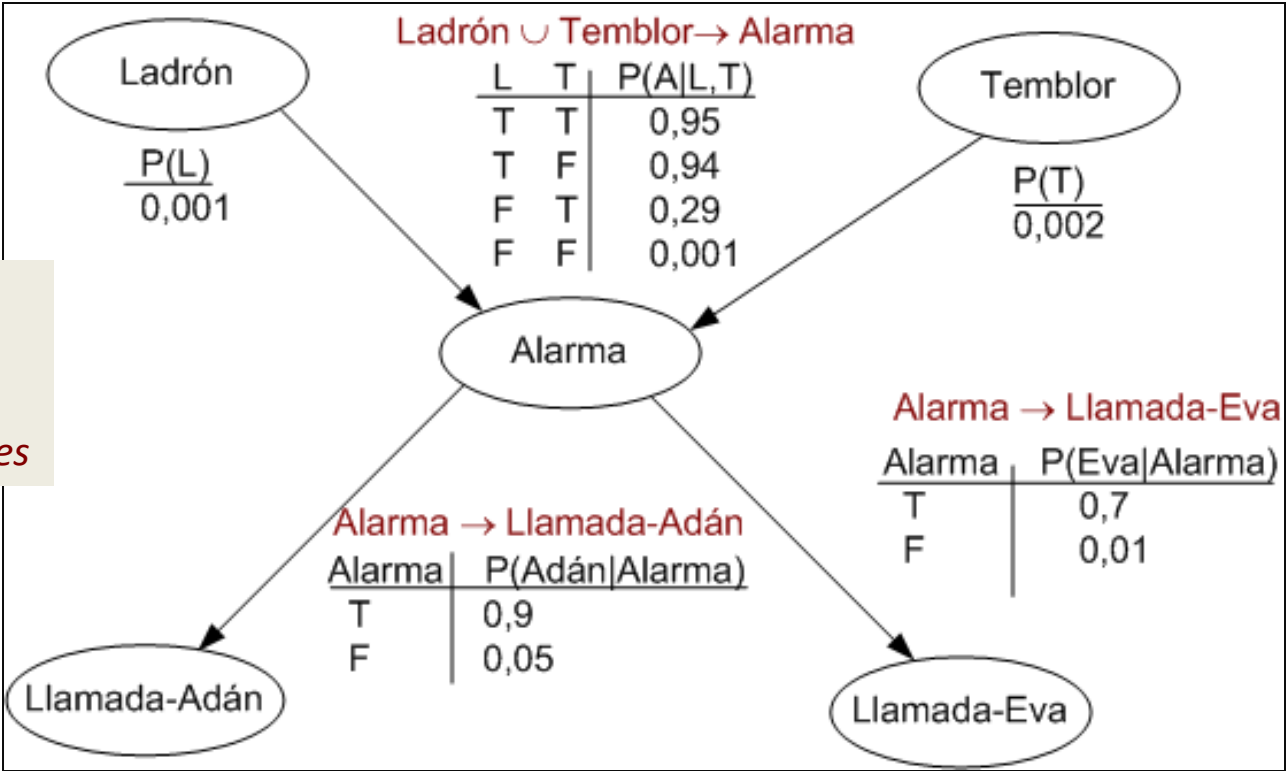 Ladrón ∪ Temblor→ Alarma
Ladrón
Temblor
L T P(A|L,T)
T T 0,95
T F 0,94
F T 0,29
F F 0,001
P(L)
0,001
P(T)
0,002
Alarma
es
Alarma → Llamada-Eva
Alarma P(Eva|Alarma)
T 0,7
F 0,01
Alarma → Llamada-Adán
Alarma P(Adán|Alarma)
T 0,9
F 0,05
Llamada-Adán
Llamada-Eva